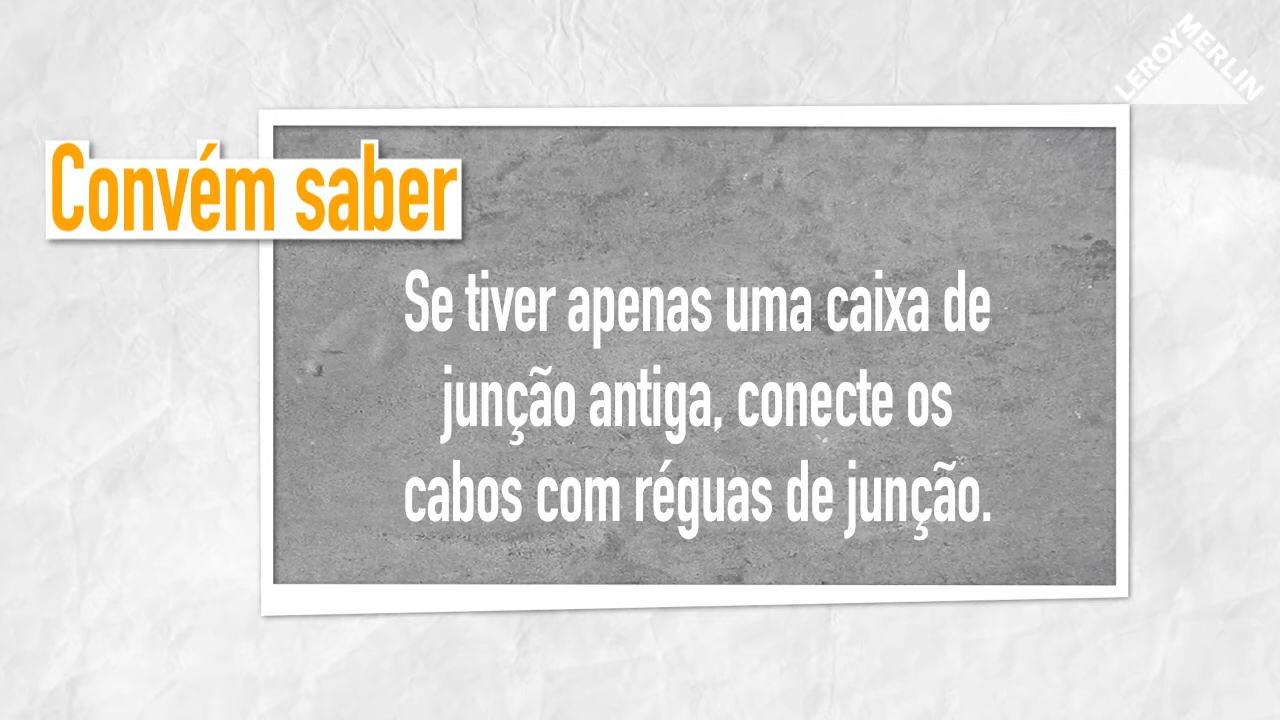 LEROY MERLIN
Convém saber
Se tiver apenas uma caixa de
junção antiga, conecte os
cabos com réguas de junção.